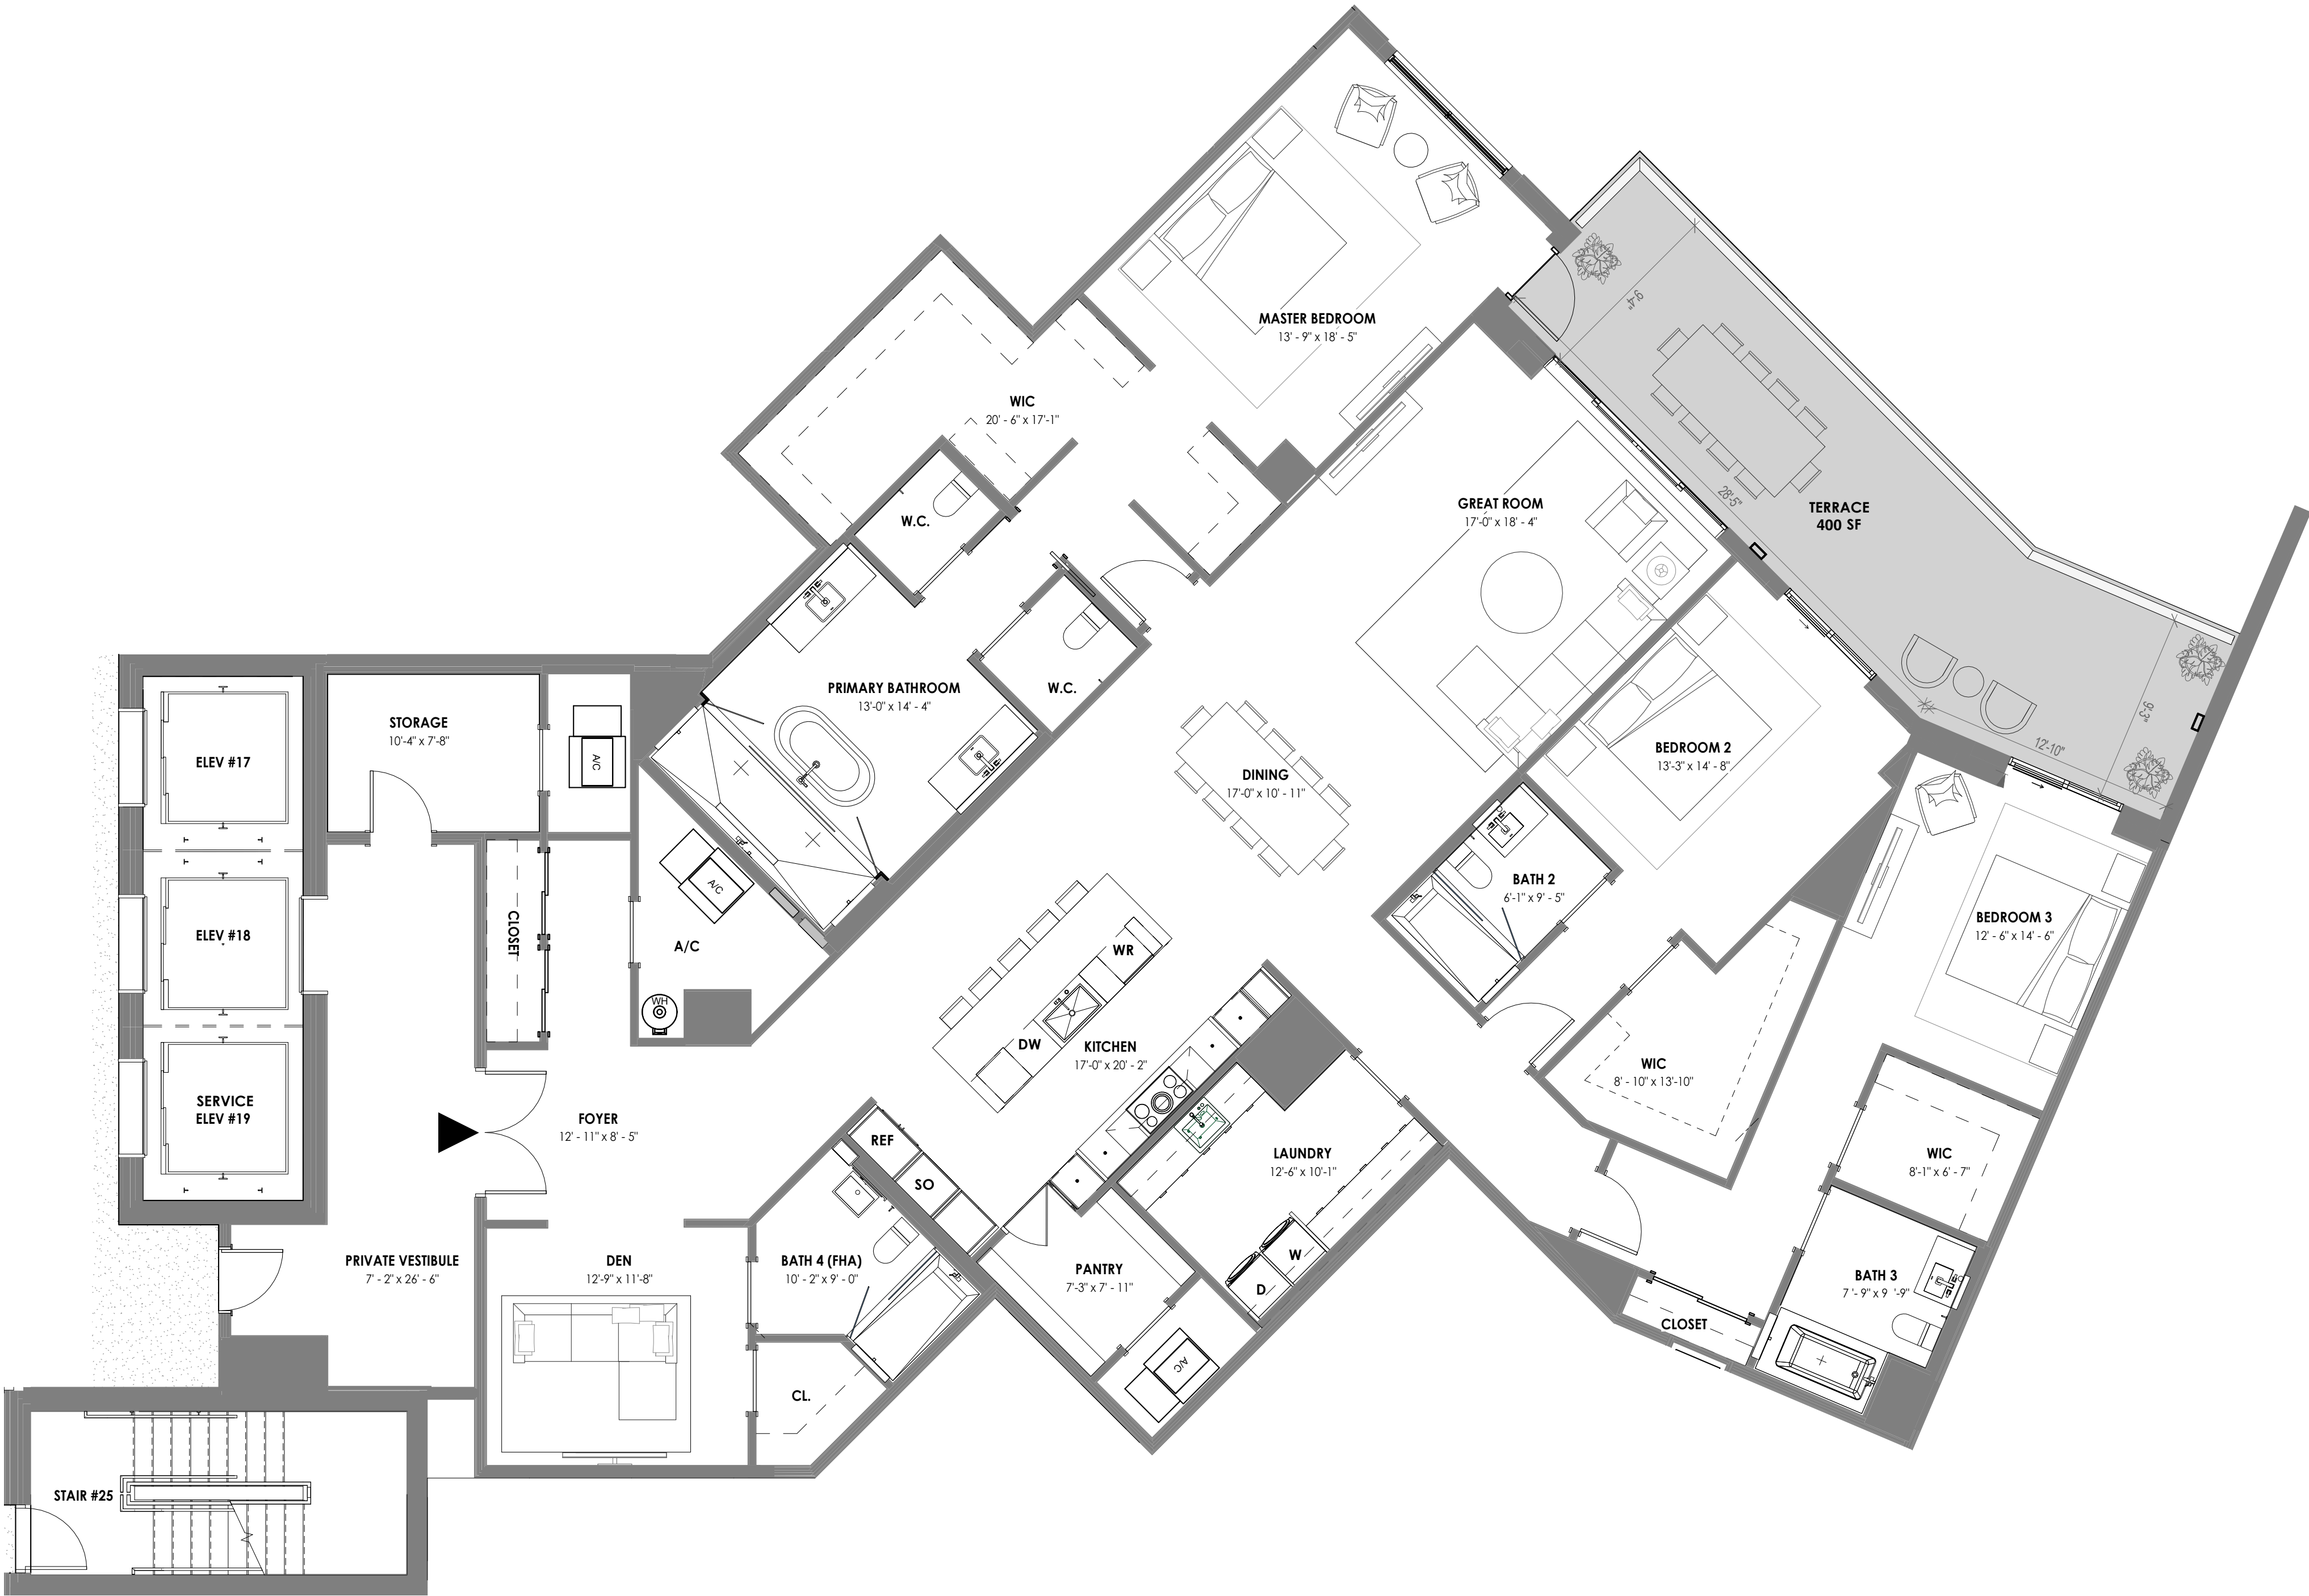 MASTER BEDROOM
13' - 9" x 18' - 5"
9'-4"
WIC
20' - 6" x 17'-1"
GREAT ROOM
17'-0" x 18' - 4"
28'-5"
TERRACE
400 SF
W.C.
W.C.
PRIMARY BATHROOM
13'-0" x 14' - 4"
STORAGE
10'-4" x 7'-8"
A/C
ELEV #17
DINING
17'-0" x 10' - 11"
BEDROOM 2
13'-3" x 14' - 8"
12'-10"
9'-3"
A/C
BATH 2
6'-1" x 9' - 5"
BEDROOM 3
12' - 6" x 14' - 6"
ELEV #18
CLOSET
A/C
WH
WR
DW
KITCHEN
17'-0" x 20' - 2"
WIC
8' - 10" x 13'-10"
SERVICE
ELEV #19
FOYER
12' - 11" x 8' - 5"
REF
SO
LAUNDRY
12'-6" x 10'-1"
WIC
8'-1" x 6' - 7"
PRIVATE VESTIBULE
7' - 2" x 26' - 6"
DEN
12'-9" x 11'-8"
BATH 4 (FHA)
10' - 2" x 9' - 0"
PANTRY
7'-3" x 7' - 11"
W
D
BATH 3
7 '- 9" x 9 '-9"
CLOSET
A/C
CL.
STAIR #25